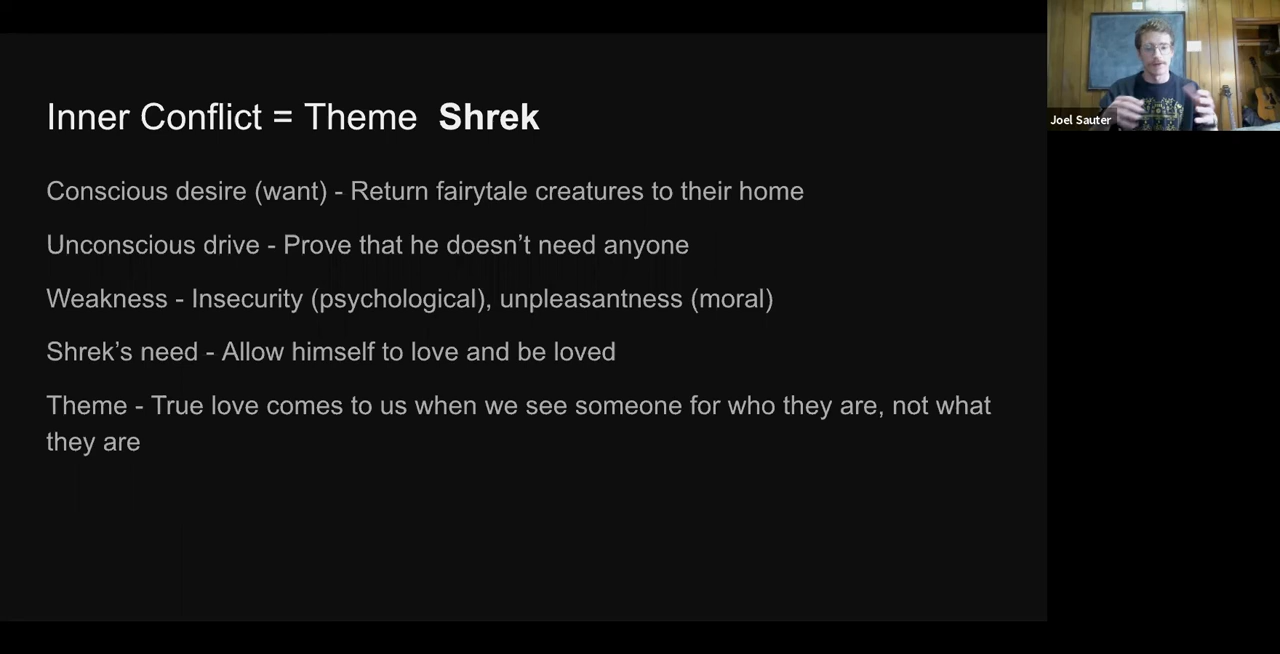 Inner Conflict = Theme Shrek
Joel Sauter
Conscious desire (want) - Return fairytale creatures to their home
Unconscious drive - Prove that he doesn’t need anyone
Weakness - Insecurity (psychological), unpleasantness (moral)
Shrek’s need - Allow himself to love and be loved
Theme - True love comes to us when we see someone for who they are, not what
they are